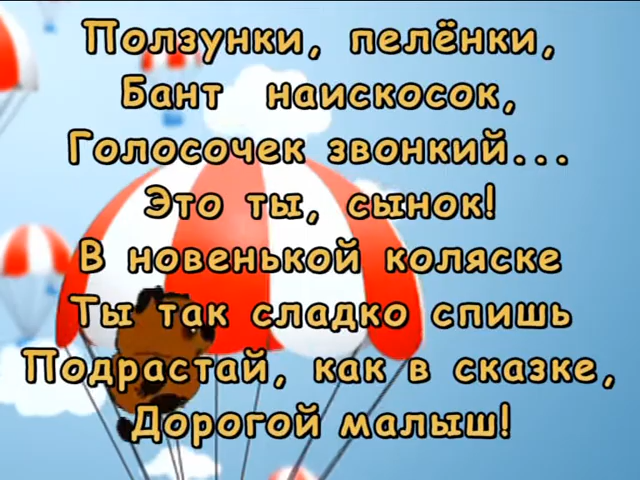 Ползунки, пелёнки,
Бант наискосок,
Голосочек звонкий...
Это ты, сынок!
В новенькой коляске
Ты так сладко спишь
Подрастай, как в сказке,
Дорогой малыш!